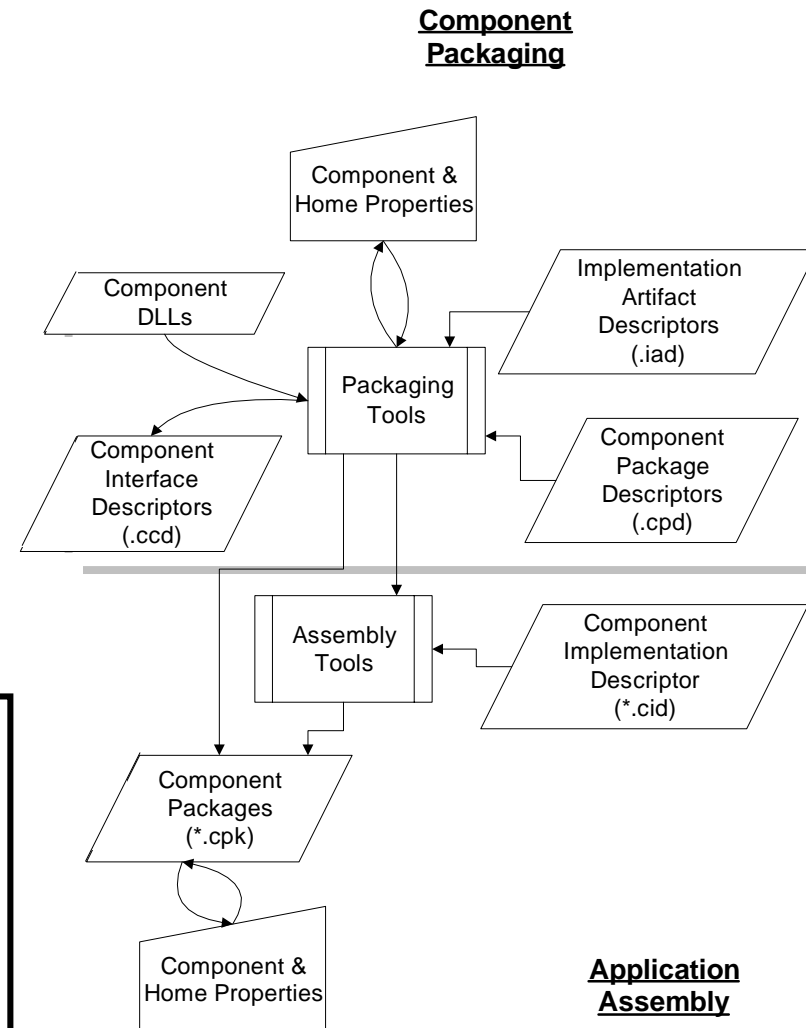 Component
Packaging
Component &
Home Properties
Component
DLLs
Implementation
Artifact
Descriptors
(.iad)
Packaging
Tools
Component
Interface
Descriptors
(.ccd)
Component
Package
Descriptors
(.cpd)
Assembly
Tools
Component
Implementation
Descriptor
(*.cid)
Component
Packages
(*.cpk)
Component &
Home Properties
Application
Assembly